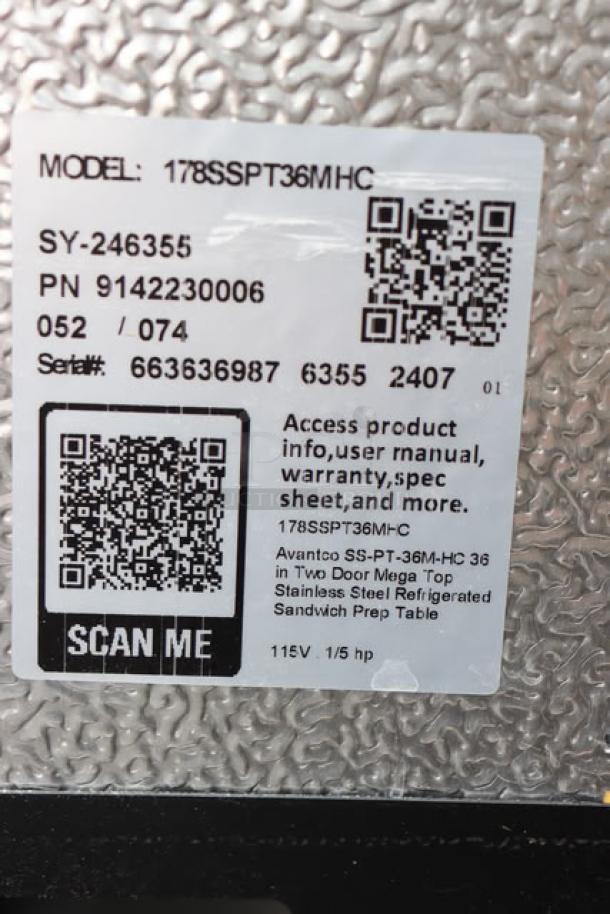 MODEL: 178SSPT36MHC
SY-246355
PN 9142230006
052 / 074
Serial#: 663636987 6355 2407 01
Access product
info,user manual,
warranty,spec
sheet,and more.
178SSPT36MHC
Avantco SS-PT-36M-HC 36
in Two Door Mega Top
Stainless Steel Refrigerated
Sandwich Prep Table
115V . 1/5 hp
SCAN ME